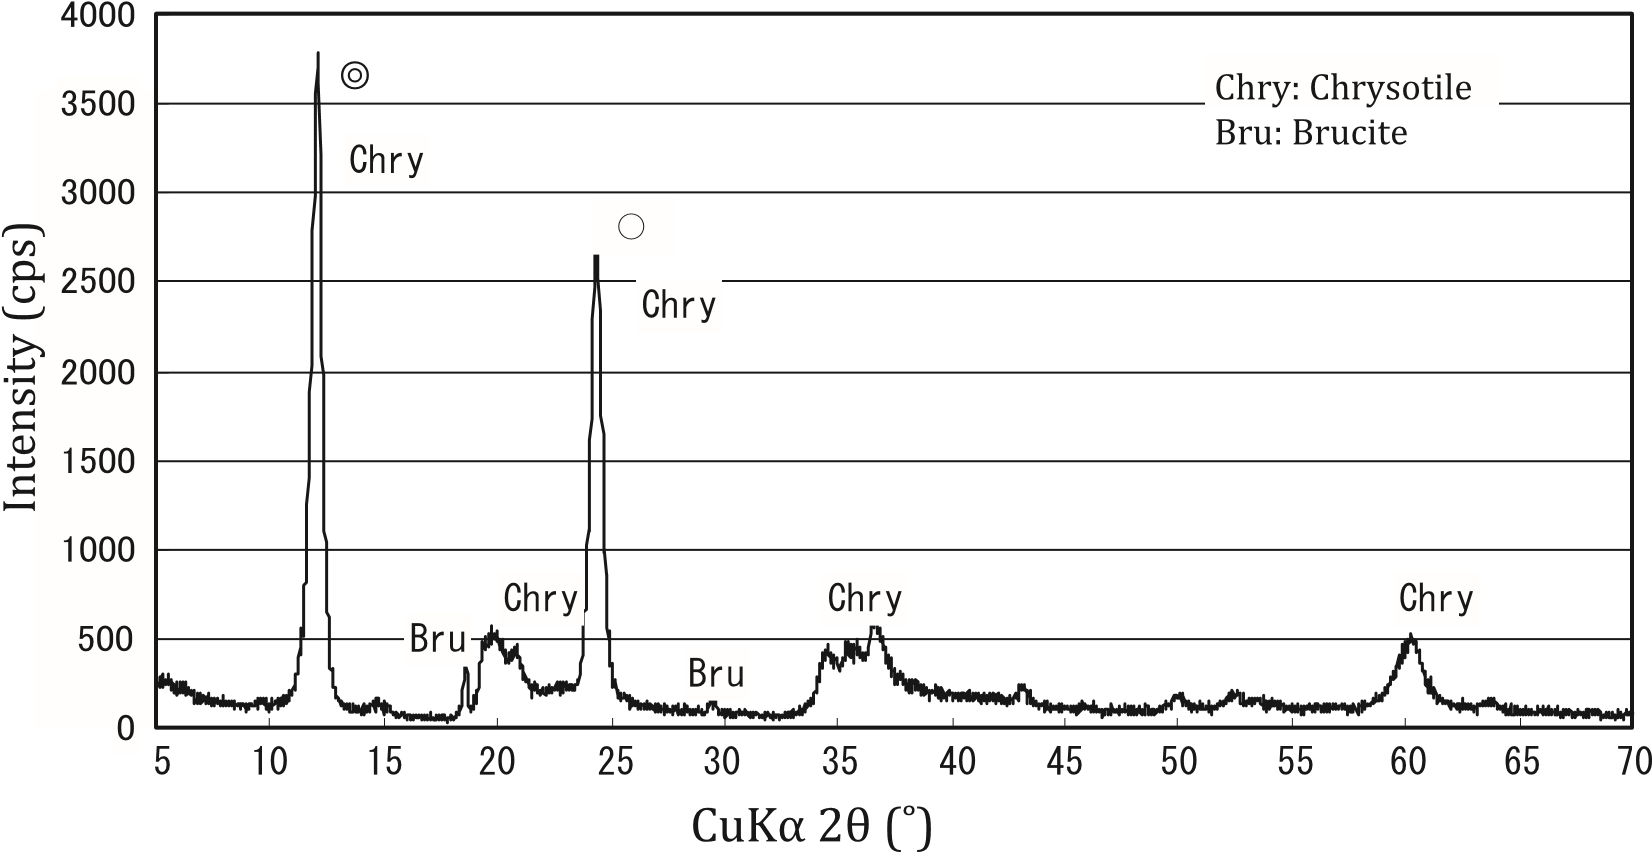 4000
3500
3000
2500
2000
1500
1000
500
0
Intensity (cps)
◎
Chry
○
Chry
Chry: Chrysotile
Bru: Brucite
Bru
Chry
Bru
Chry
Chry
5 10 15 20 25 30 35 40 45 50 55 60 65 70
CuKα 2θ (°)